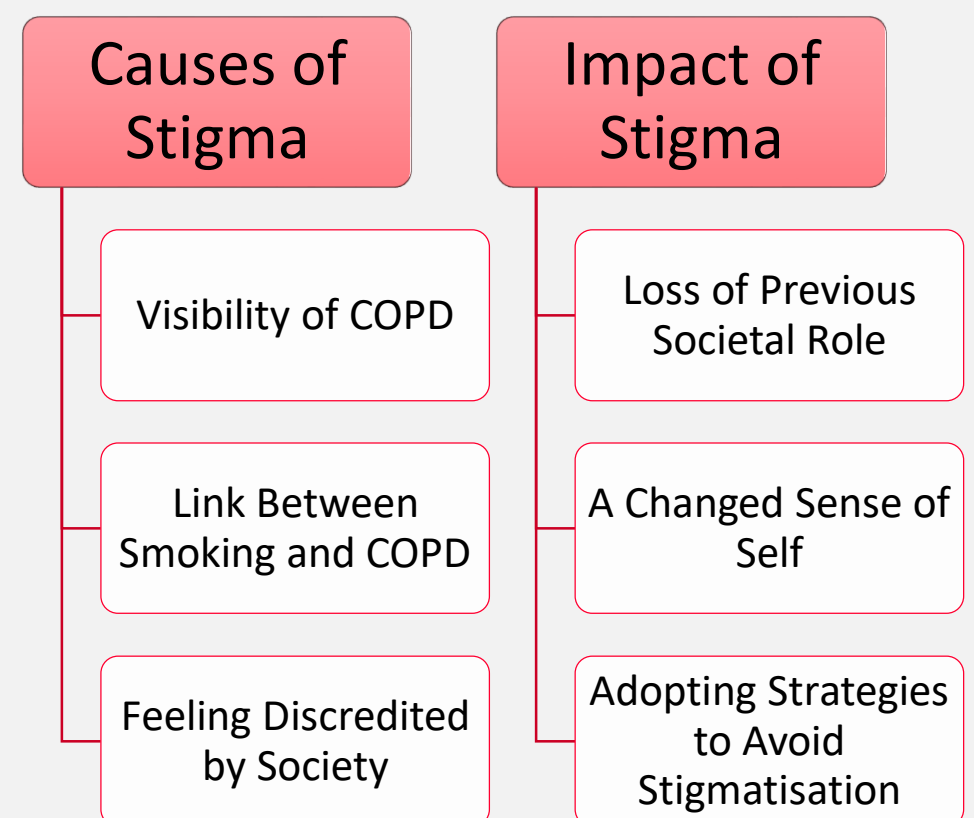 Causes of
Stigma
Visibility of COPD
Link Between
Smoking and COPD
Feeling Discredited
by Society
Impact of
Stigma
Loss of Previous
Societal Role
A Changed Sense of
Self
Adopting Strategies
to Avoid
Stigmatisation